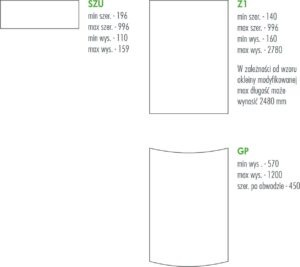 SZU
min szer. - 196
max szer. - 996
min wys. - 110
max wys. - 159
Z1
min szer. - 140
max szer. - 996
min wys. - 160
max wys. - 2780
W zależności od wzoru
okleiny modyfikowanej
max długość może
wynosić 2480 mm
GP
min wys . - 570
max wys. - 1200
szer. po obwodzie - 450